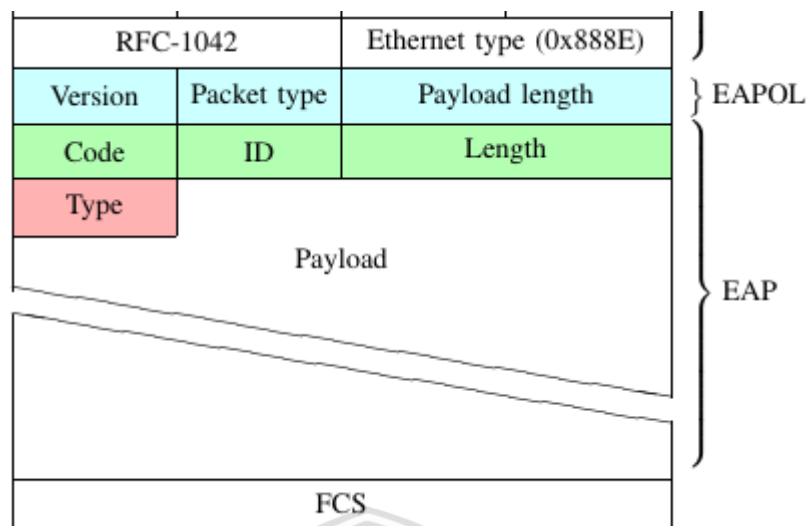 RFC-1042 Ethernet type (0x888E)
Version Packet type Payload length } EAPOL
Code ID Length
Type
Payload
EAP
FCS